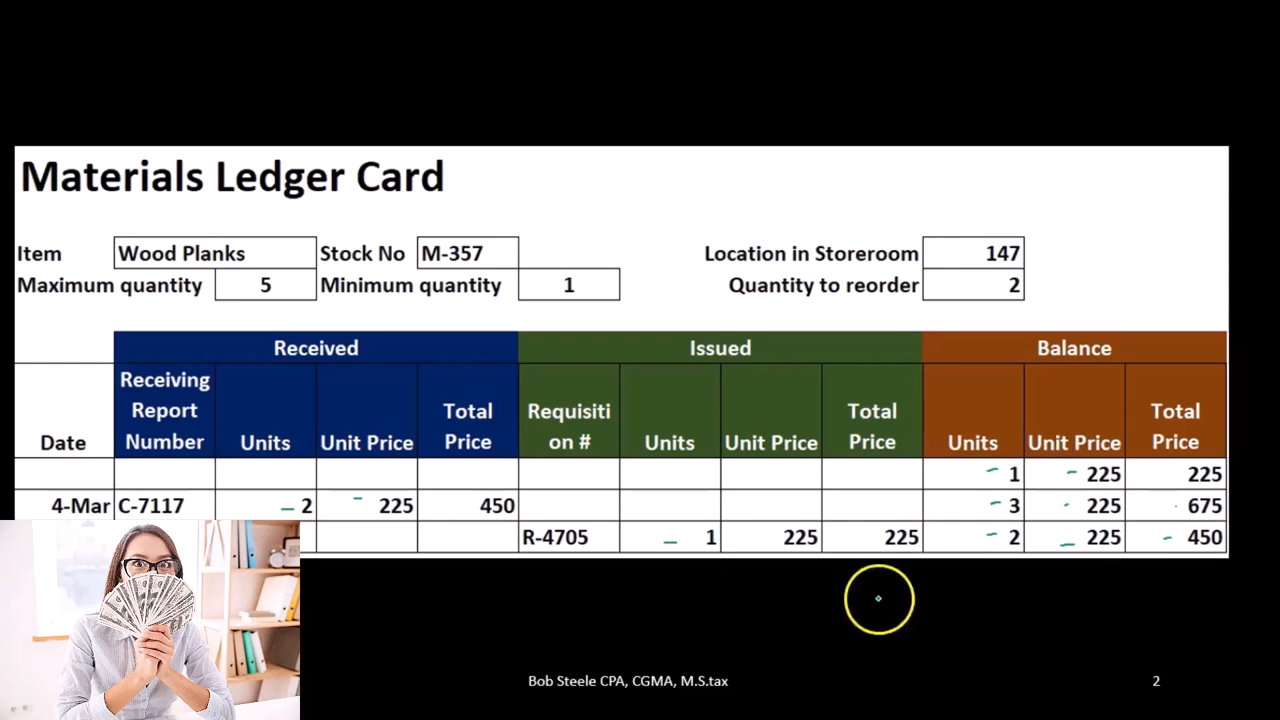 Materials Ledger Card
Item Wood Planks Stock No M-357 Location in Storeroom 147
Maximum quantity 5 Minimum quantity 1 Quantity to reorder 2
Received Issued Balance
Date Receiving Report Number Units Unit Price Total Price Requisiti on # Units Unit Price Total Price Units Unit Price Total Price
1 225 225
4-Mar C-7117 2 225 450 3 225 675
R-4705 1 225 225 2 225 450
Bob Steele CPA, CGMA, M.S.tax 2